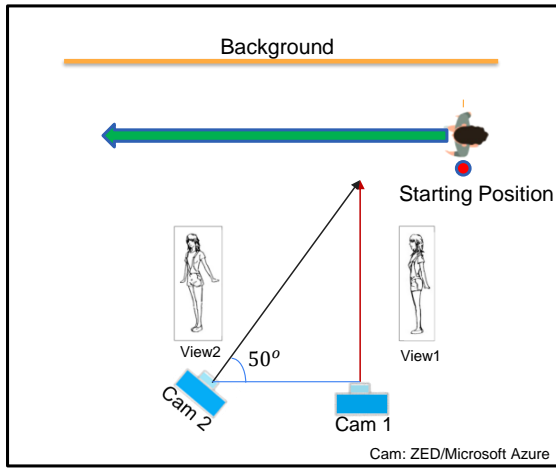 Background
Starting Position
View2
View1
50°
Cam 2
Cam 1
Cam: ZED/Microsoft Azure